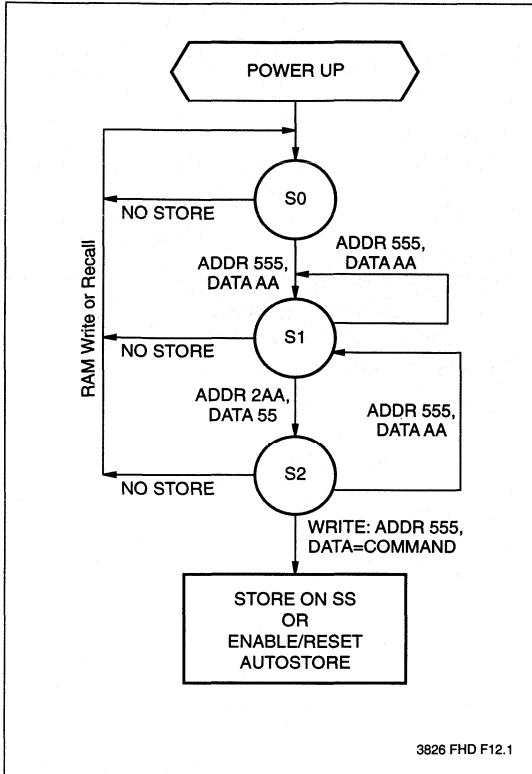 POWER UP
S0
NO STORE
ADDR 555,
DATA AA
ADDR 555,
DATA AA
RAM Write or Recall
S1
NO STORE
ADDR 2AA,
DATA 55
ADDR 555,
DATA AA
S2
NO STORE
WRITE: ADDR 555,
DATA=COMMAND
STORE ON SS
OR
ENABLE/RESET
AUTOSTORE
3826 FHD F12.1